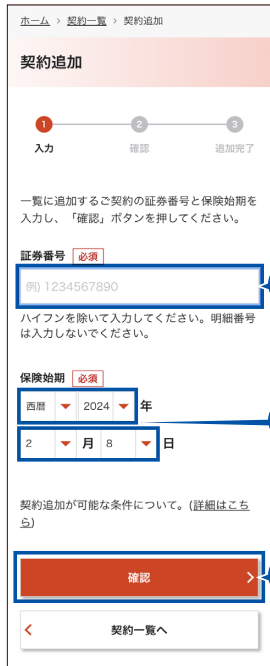 ホーム > 契約一覧 > 契約追加
契約追加
1 2 3
入力 確認 追加完了
一覧に追加するご契約の証券番号と保険始期を
入力し、「確認」ボタンを押してください。
証券番号 必須
例) 1234567890
ハイフンを除いて入力してください。明細番号
は入力しないでください。
保険始期 必須
西暦 2024 年
2 月 8 日
契約追加が可能な条件について。(詳細はこち
ら)
確認
契約一覧へ